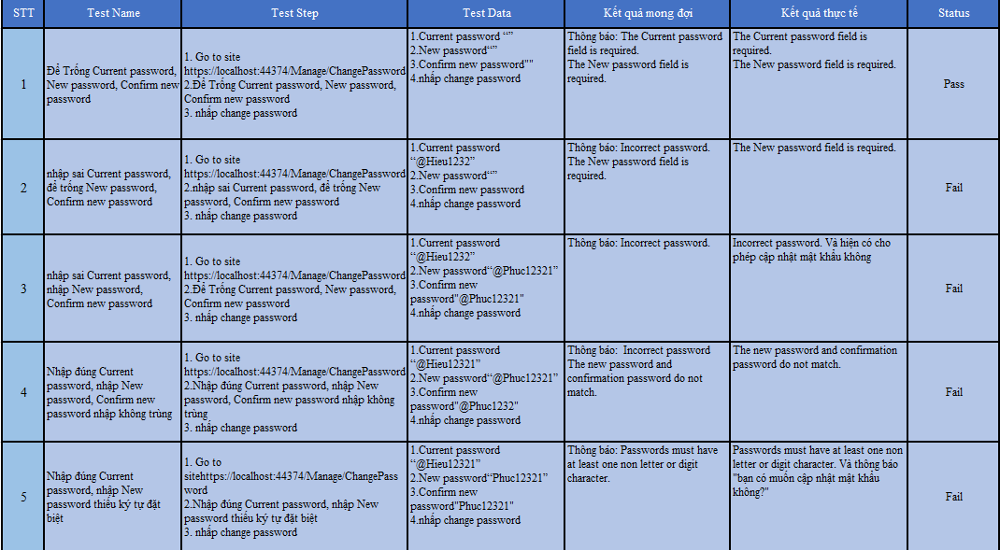 STT
Test Name
Test Step
Test Data
Kết quả mong đợi
Kết quả thực tế
Status
1
Để Trống Current password,
New password, Confirm new
password
1. Go to site
https://localhost:44374/Manage/ChangePassword
2.Để Trống Current password, New password,
Confirm new password
3. nhấp change password
1.Current password “”
2.New password“”
3.Confirm new password""
4.nhấp change password
Thông báo: The Current password
field is required.
The New password field is
required.
The Current password field is
required.
The New password field is required.
Pass
2
nhập sai Current password,
để trống New password,
Confirm new password
1. Go to site
https://localhost:44374/Manage/ChangePassword
2.nhập sai Current password, để trống New
password, Confirm new password
3. nhấp change password
1.Current password
“@Hieu1232”
2.New password“”
3.Confirm new password
4.nhấp change password
Thông báo: Incorrect password.
The New password field is
required.
The New password field is required.
Fail
3
nhập sai Current password,
nhập New password,
Confirm new password
1. Go to site
https://localhost:44374/Manage/ChangePassword
2.Để Trống Current password, New password,
Confirm new password
3. nhấp change password
1.Current password
“@Hieu1232”
2.New password“@Phuc12321”
3.Confirm new
password"@Phuc12321"
4.nhấp change password
Thông báo: Incorrect password.
Incorrect password. Và hiện có cho
phép cập nhật mật khẩu không
Fail
4
Nhập đúng Current
password, nhập New
password, Confirm new
password nhập không trùng
1. Go to site
https://localhost:44374/Manage/ChangePassword
2.Nhập đúng Current password, nhập New
password, Confirm new password nhập không
trùng
3. nhấp change password
1.Current password
“@Hieu12321”
2.New password“@Phuc12321”
3.Confirm new
password"@Phuc1232"
4.nhấp change password
Thông báo:  Incorrect password
The new password and
confirmation password do not
match.
The new password and confirmation
password do not match.
Fail
5
Nhập đúng Current
password, nhập New
password thiếu ký tự đặt
biệt
1. Go to
sitehttps://localhost:44374/Manage/ChangePass
word
2.Nhập đúng Current password, nhập New
password thiếu ký tự đặt biệt
3. nhấp change password
1.Current password
“@Hieu12321”
2.New password“Phuc12321”
3.Confirm new
password"Phuc12321"
4.nhấp change password
Thông báo: Passwords must have
at least one non letter or digit
character.
Passwords must have at least one non
letter or digit character. Và thông báo
"bạn có muốn cập nhật mật khẩu
không?"
Fail